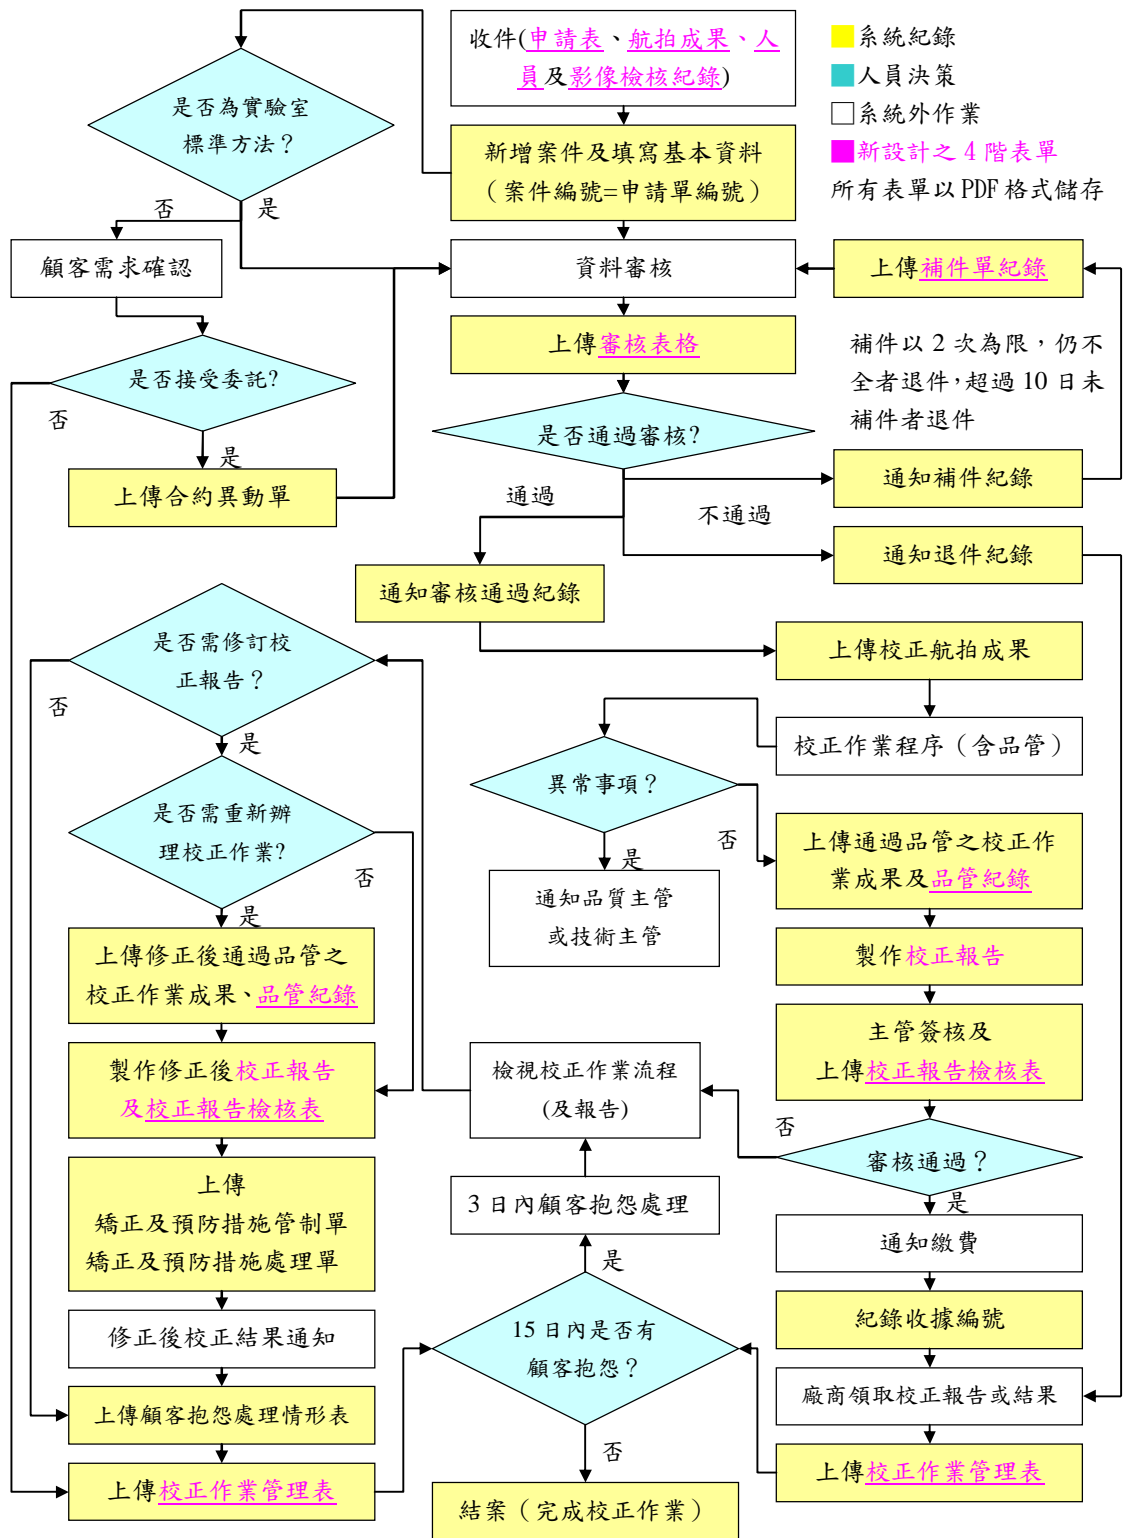 收件(申請表、航拍成果、人
員及影像檢核紀錄)
系統紀錄
人員決策
系統外作業
新設計之 4 階表單
所有表單以 PDF 格式儲存
是否為實驗室
標準方法？
新增案件及填寫基本資料
（案件編號=申請單編號）
否
是
顧客需求確認
資料審核
上傳補件單紀錄
上傳審核表格
補件以 2 次為限，仍不
全者退件，超過 10 日未
補件者退件
是否接受委託?
否
是
是否通過審核?
上傳合約異動單
通過
不通過
通知補件紀錄
通知退件紀錄
通知審核通過紀錄
上傳校正航拍成果
是否需修訂校
正報告？
否
是
校正作業程序（含品管）
異常事項？
否
是
是否需重新辦
理校正作業?
否
是
通知品質主管
或技術主管
上傳通過品管之校正作
業成果及品管紀錄
製作校正報告
上傳修正後通過品管之
校正作業成果、品管紀錄
主管簽核及
上傳校正報告檢核表
製作修正後校正報告
及校正報告檢核表
檢視校正作業流程
(及報告)
否
審核通過？
是
上傳
矯正及預防措施管制單
矯正及預防措施處理單
3 日內顧客抱怨處理
是
通知繳費
紀錄收據編號
修正後校正結果通知
15 日內是否有
顧客抱怨？
否
廠商領取校正報告或結果
上傳顧客抱怨處理情形表
上傳校正作業管理表
上傳校正作業管理表
結案（完成校正作業）